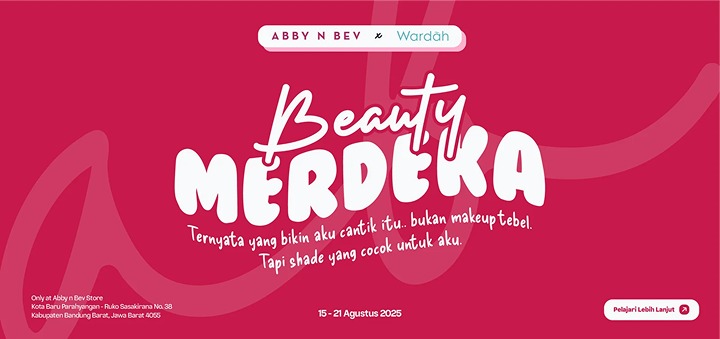 ABBY N BEV x Wardah
Beauty
MERDEKA
Ternyata yang bikin aku cantik itu.. bukan makeup tebel.
Tapi shade yang cocok untuk aku.
Only at Abby n Bev Store
Kota Baru Parahyangan - Ruko Sasakirana No. 38
Kabupaten Bandung Barat, Jawa Barat 4055
15 - 21 Agustus 2025
Pelajari Lebih Lanjut